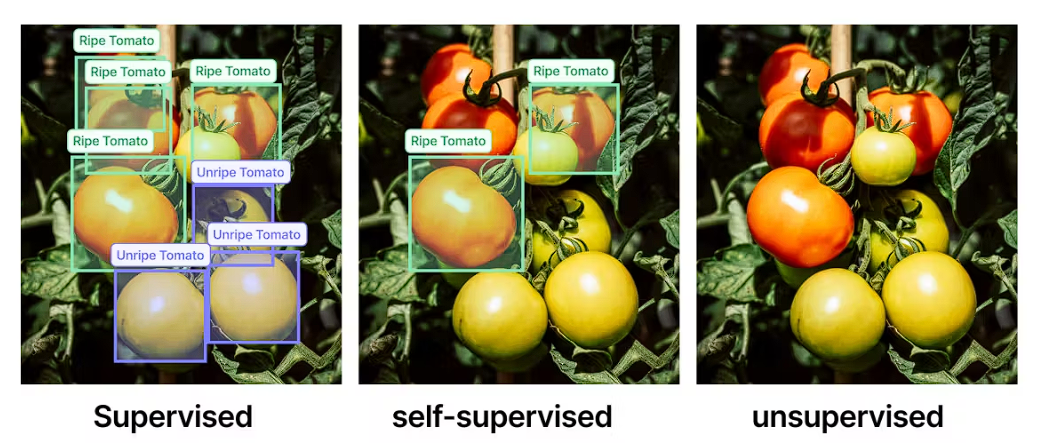 Ripe Tomato
Ripe Tomato
Ripe Tomato
Ripe Tomato
Unripe Tomato
Unripe Tomato
Unripe Tomato
Ripe Tomato
Ripe Tomato
Supervised
self-supervised
unsupervised